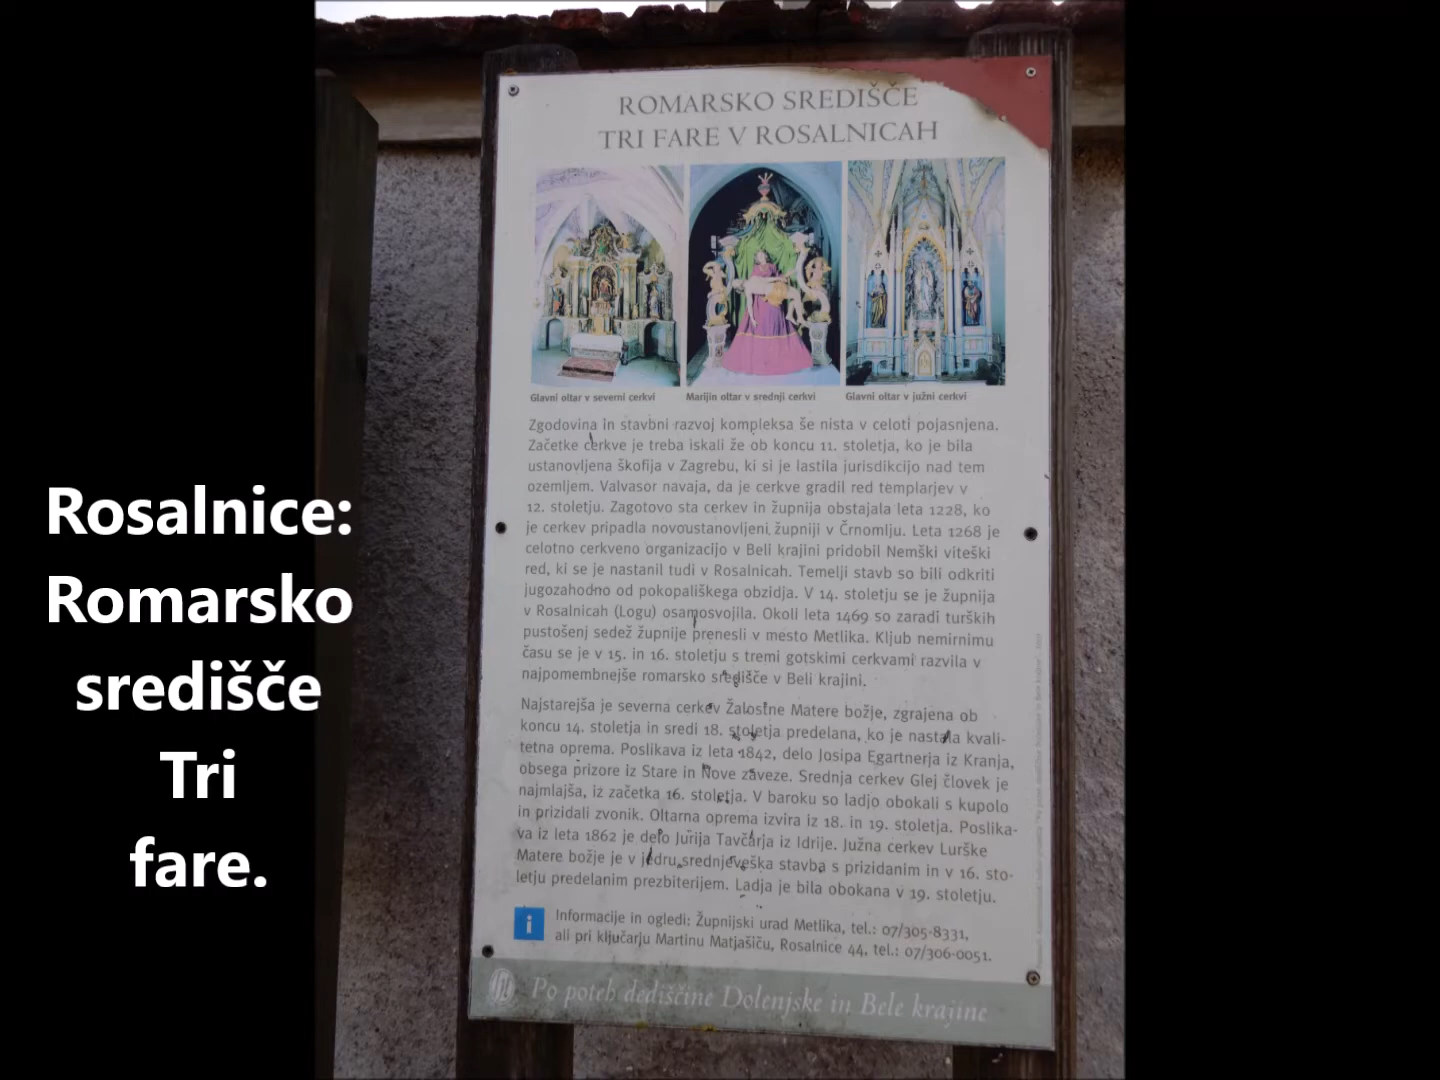 Rosalnice:
Romarsko
središče
Tri
fare.
ROMARSKO SREDIŠČE
TRI FARE V ROSALNICAH
Glavni oltar v severni cerkvi
Marijin oltar v srednji cerkvi
Glavni oltar v južni cerkvi
Zgodovina in stavbni razvoj kompleksa še nista v celoti pojasnjena.
Začetke cerkve je treba iskali že ob koncu 11. stoletja, ko je bila
ustanovljena škofija v Zagrebu, ki si je lastila jurisdikcijo nad tem
ozemljem. Valvasor navaja, da je cerkve gradil red templarjev v
12. stoletju. Zagotovo sta cerkev in župnija obstajala leta 1228, ko
je cerkev pripadla novoustanovljeni župniji v Črnomlju. Leta 1268 je
celotno cerkveno organizacijo v Beli krajini pridobil Nemški viteški
red, ki se je nastanil tudi v Rosalnicah. Temelji stavb so bili odkriti
jugozahodno od pokopališkega obzidja. V 14. stoletju se je župnija
v Rosalnicah (Logu) osamosvojila. Okoli leta 1469 so zaradi turških
pustošenj sedež župnije prenesli v mesto Metlika. Kljub nemirnimu
času se je v 15. in 16. stoletju s tremi gotskimi cerkvami razvila v
najpomembnejše romarsko središče v Beli krajini.
Najstarejša je severna cerkev Žalostne Matere božje, zgrajena ob
koncu 14. stoletja in sredi 18. stoletja predelana, ko je nastala kvali-
tetna oprema. Poslikava iz leta 1842, delo Josipa Egartnerja iz Kranja,
obsega prizore iz Stare in Nove zaveze. Srednja cerkev Glej človek je
najmlajša, iz začetka 16. stoletja. V baroku so ladjo obokali s kupolo
in prizidali zvonik. Oltarna oprema izvira iz 18. in 19. stoletja. Poslika-
va iz leta 1862 je delo Jurija Tavčarja iz Idrije. Južna cerkev Lurške
Matere božje je v jedru srednjeveška stavba s prizidanim in v 16. sto-
letju predelanim prezbiterijem. Ladja je bila obokana v 19. stoletju.
i
Informacije in ogledi: Župnijski urad Metlika, tel.: 07/305-8331,
ali pri ključarju Martinu Matjašiču, Rosalnice 44, tel.: 07/306-0051.
Po poteh dediščine Dolenjske in Bele krajine